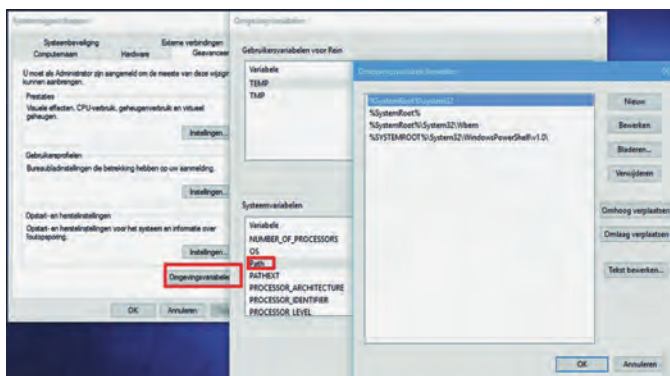 Systeembeveiliging
Externe verbindingen
Computernaam
Hardware
Geavanceer
U moet als Administrator zijn aangemeld om de meeste van deze wijzigin
kunnen aanbrengen.
Prestaties
Visuele effecten, CPU-verbruik, geheugenverbruik en virtueel
geheugen.
Instellingen...
Gebruikersprofielen
Bureaubladinstellingen die betrekking hebben op uw aanmelding.
Instellingen...
Opstart- en herstelinstellingen
Opstart- en herstelinstellingen voor het systeem en informatie over
foutopsporing.
Instellingen...
Omgevingsvariabele
OK
Annuleren
Omgevingsvariabelen
Gebruikersvariabelen voor Rein
Variabele
TEMP
TMP
Systeemvariabelen
Variabele
NUMBER_OF_PROCESSORS
OS
Path
PATHEXT
PROCESSOR_ARCHITECTURE
PROCESSOR_IDENTIFIER
PROCESSOR_LEVEL
Omgevingsvariabele bewerken
%SystemRoot%\system32
%SystemRoot%
%SystemRoot%\System32\Wbem
%SYSTEMROOT%\System32\WindowsPowerShell\v1.0\
Nieuw
Bewerken
Bladeren...
Verwijderen
Omhoog verplaatsen
Omlaag verplaatsen
Tekst bewerken...
OK
Annuleren